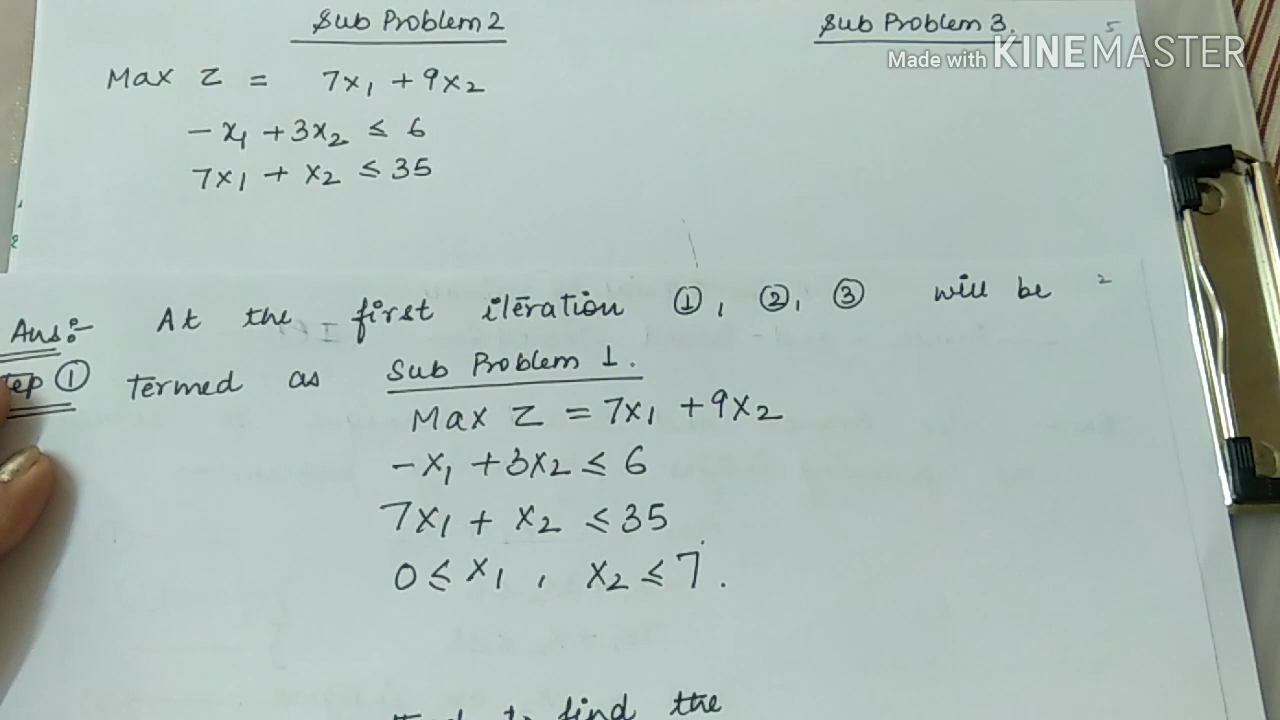 Sub Problem 2
Sub Problem 3.
5
Made with KINEMASTER
Max Z = 7x₁ + 9x₂
-x₁ + 3x₂ ≤ 6
7x₁ + x₂ ≤ 35
Ans:- At the first iteration ①, ②, ③ will be
①  termed as Sub Problem 1.
Max Z = 7x₁ + 9x₂
-x₁ + 3x₂ ≤ 6
7x₁ + x₂ ≤ 35
0 ≤ x₁ , x₂ ≤ 7.
to find the